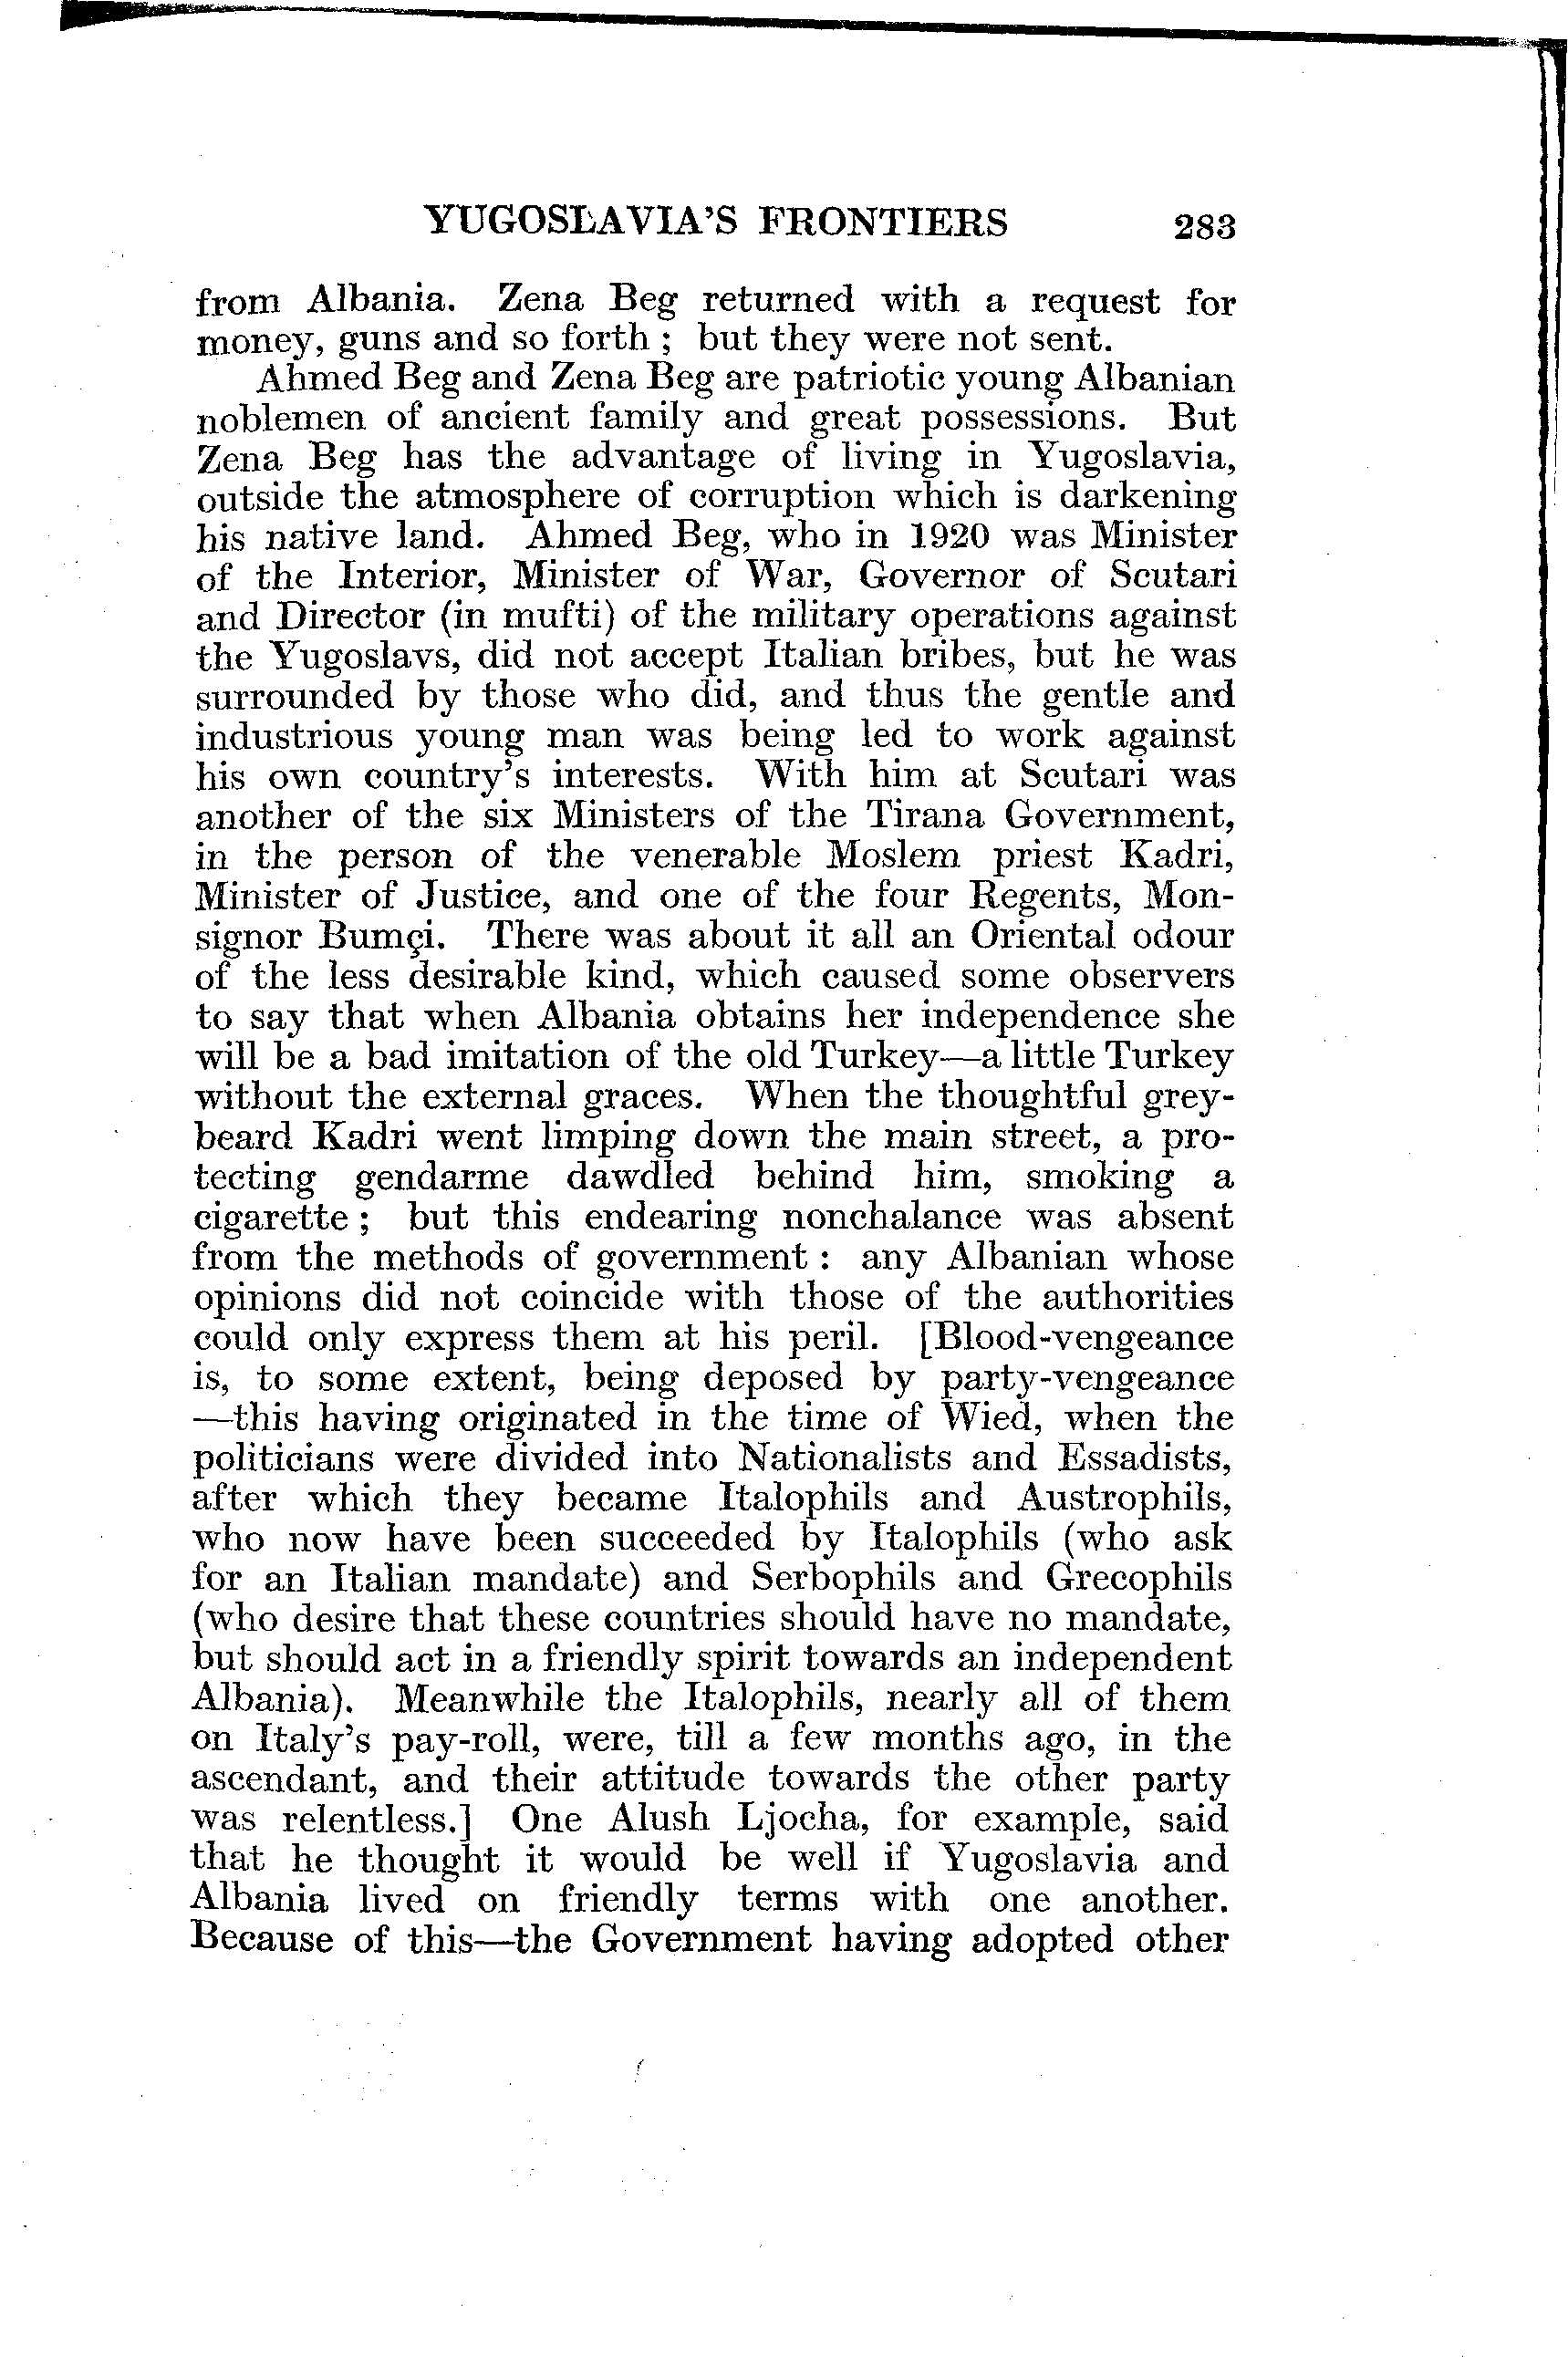 YUGOSLAVIA'S FRONTIERS 283
from Albania. Zena Beg returned with a request for
money, guns and so forth ; but they were not sent.
Ahmed Beg and Zena Beg are patriotic young Albanian
noblemen of ancient family and great possessions. But
Zena Beg has the advantage of living in Yugoslavia,
outside the atmosphere of corruption which is darkening
his native land. Ahmed Beg, who in 1920 was Minister
of the Interior, Minister of War, Governor of Scutari
and Director (in mufti) of the military operations against
the Yugoslavs, did not accept Italian bribes, but he was
surrounded by those who did, and thus the gentle and
industrious young man was being led to work against
his own country's interests. With him at Scutari was
another of the six Ministers of the Tirana Government,
in the person of the venerable Moslem priest Kadri,
Minister of Justice, and one of the four Regents, Mon-
signor Bumçi. There was about it all an Oriental odour
of the less desirable kind, which caused some observers
to say that when Albania obtains her independence she
will be a bad imitation of the old Turkey—a little Turkey
without the external graces. When the thoughtful grey-
beard Kadri went limping down the main street, a pro-
tecting gendarme dawdled behind him, smoking a
cigarette ; but this endearing nonchalance was absent
from the methods of government : any Albanian whose
opinions did not coincide with those of the authorities
could only express them at his peril. [Blood-vengeance
is, to some extent, being deposed by party-vengeance
—this having originated in the time of Wied, when the
politicians were divided into Nationalists and Essadists,
after which they became Italophils and Austrophils,
who now have been succeeded by Italophils (who ask
for an Italian mandate) and Serbophils and Grecophils
(who desire that these countries should have no mandate,
but should act in a friendly spirit towards an independent
Albania). Meanwhile the Italophils, nearly all of them
on Italy's pay-roll, were, till a few months ago, in the
ascendant, and their attitude towards the other party
was relentless.] One Alush Ljocha, for example, said
that he thought it would be well if Yugoslavia and
Albania lived on friendly terms with one another.
Because of this—the Government having adopted other